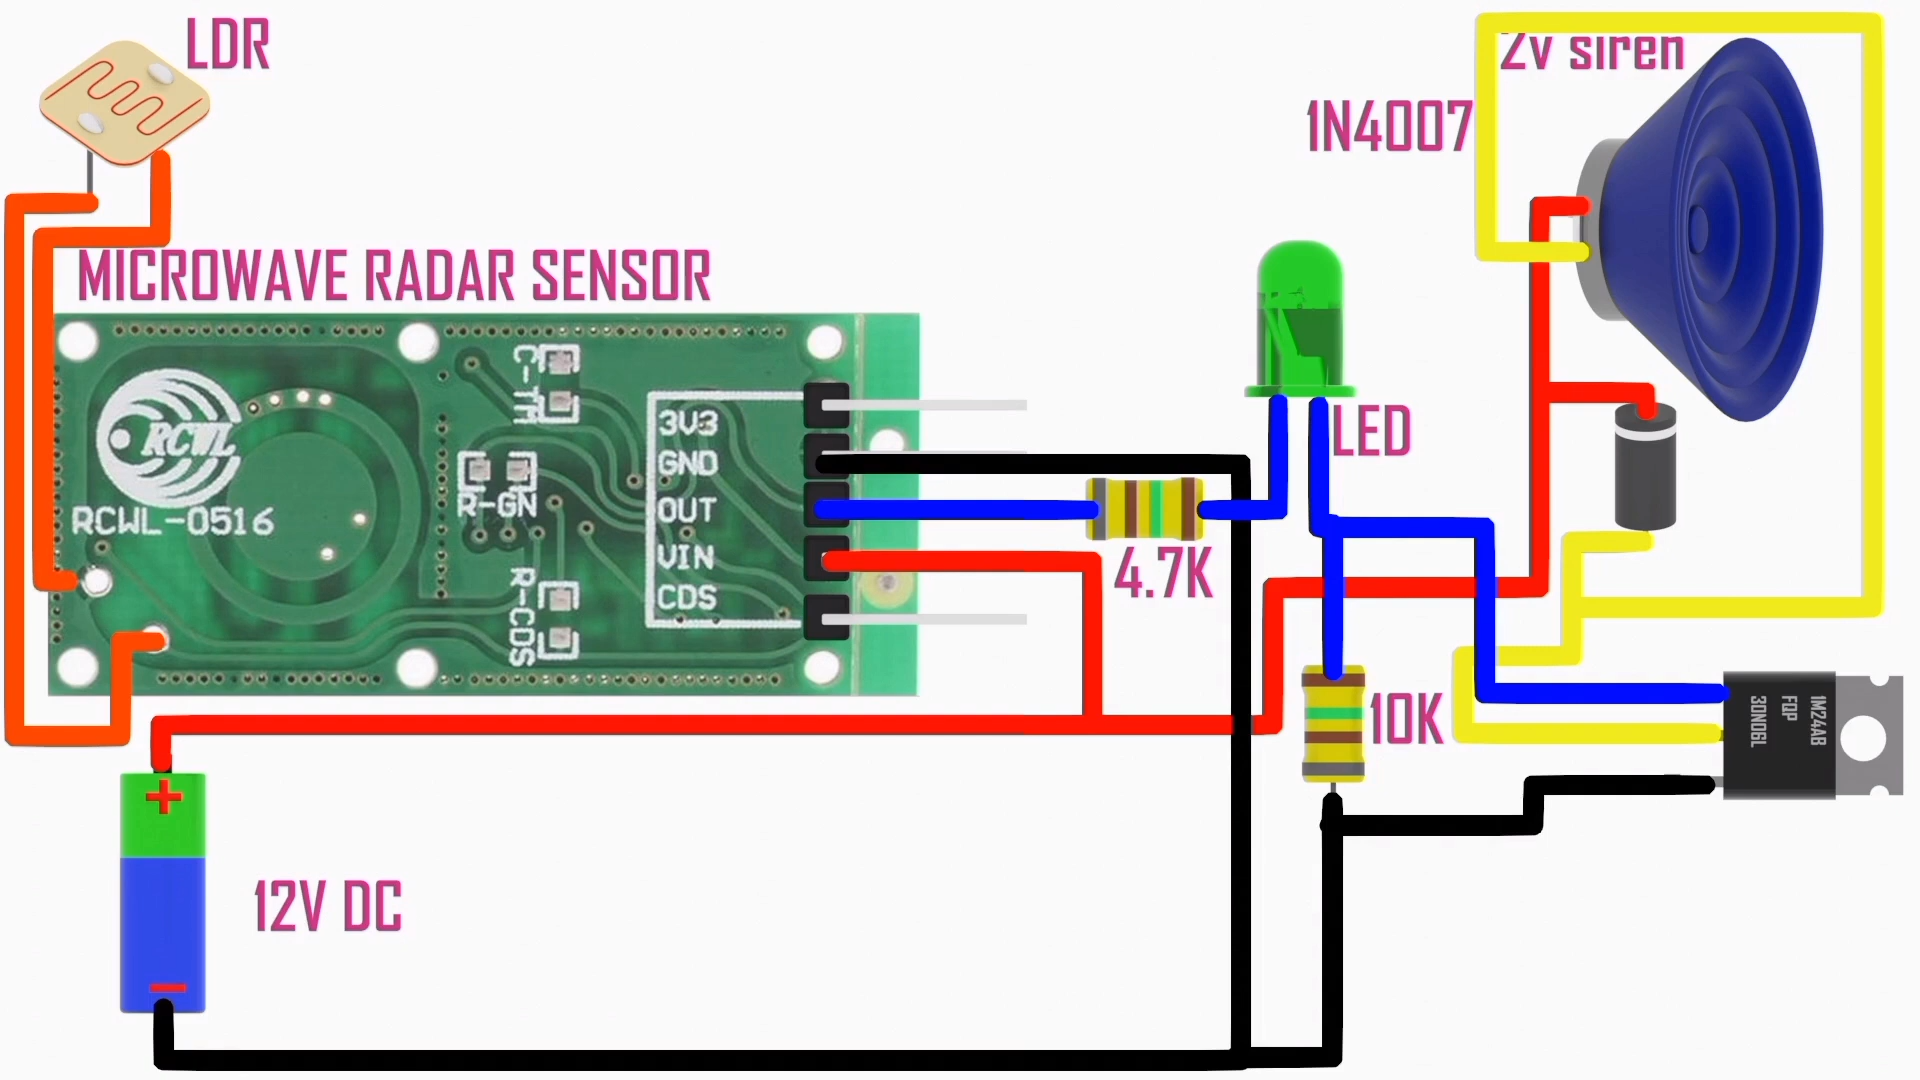 LDR
2v siren
1N4007
MICROWAVE RADAR SENSOR
C-TM
3V3
RCWL
GND
R-GN
OUT
RCWL-0516
VIN
CDS
R-CDS
LED
4.7K
10K
1M24AB
FQP
30N06L
+
12V DC
-